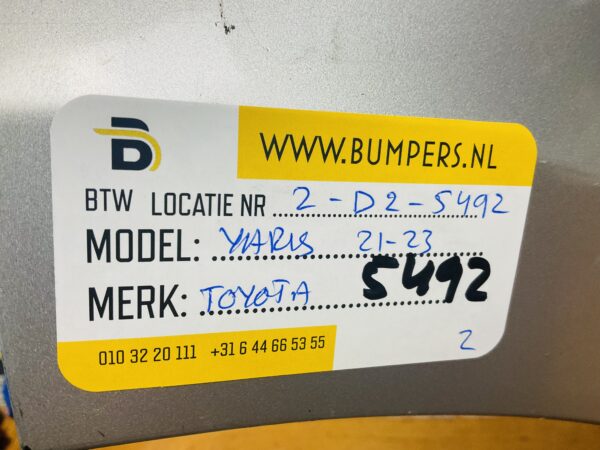 WWW.BUMPERS.NL
BTW LOCATIE NR 2-D2-5492
MODEL: YARIS 21-23
MERK: TOYOTA 5492
010 32 20 111 +31 6 44 66 53 55
2